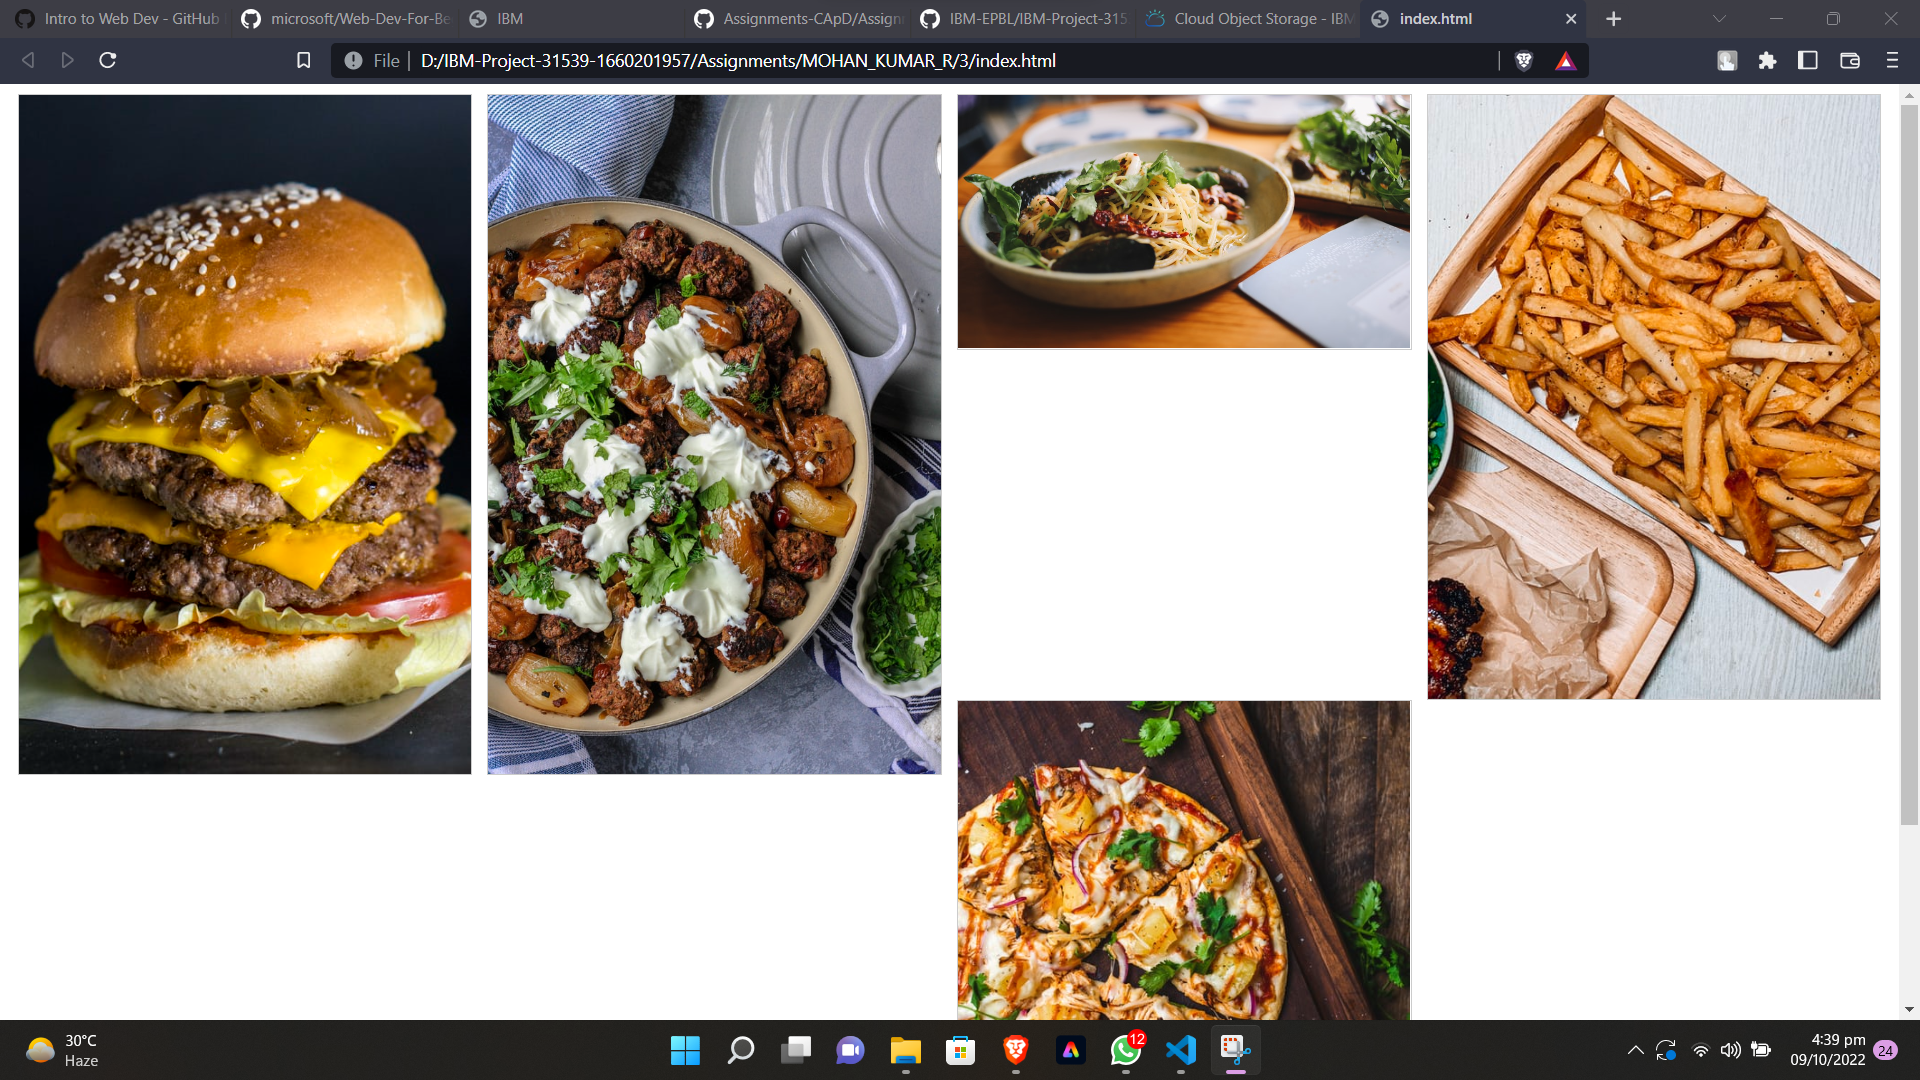 Intro to Web Dev - GitHub
microsoft/Web-Dev-For-Be
IBM
Assignments-CApD/Assign
IBM-EPBL/IBM-Project-315
Cloud Object Storage - IBM
index.html
File
D:/IBM-Project-31539-1660201957/Assignments/MOHAN_KUMAR_R/3/index.html
30°C
Haze
12
4:39 pm
09/10/2022
24